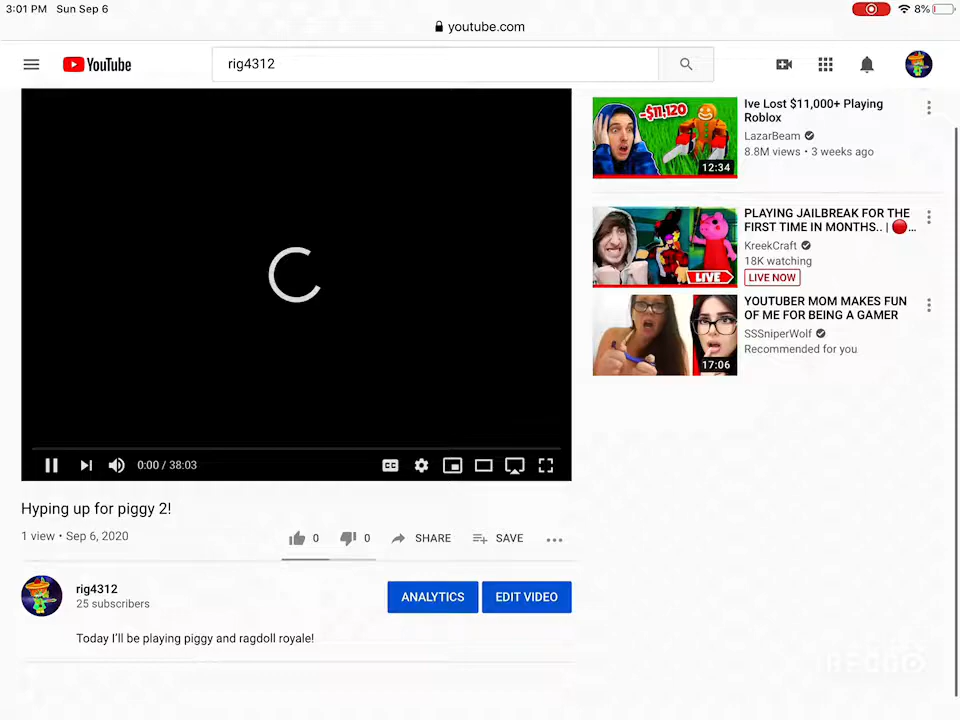 3:01 PM Sun Sep 6
8%
youtube.com
YouTube
rig4312
-$11,120
12:34
Ive Lost $11,000+ Playing
Roblox
LazarBeam
8.8M views • 3 weeks ago
LIVE
PLAYING JAILBREAK FOR THE
FIRST TIME IN MONTHS.. | 🔴...
KreekCraft
18K watching
LIVE NOW
17:06
YOUTUBER MOM MAKES FUN
OF ME FOR BEING A GAMER
SSSniperWolf
Recommended for you
0:00 / 38:03
CC
Hyping up for piggy 2!
1 view • Sep 6, 2020
0 0 SHARE SAVE
rig4312
25 subscribers
ANALYTICS EDIT VIDEO
Today I'll be playing piggy and ragdoll royale!